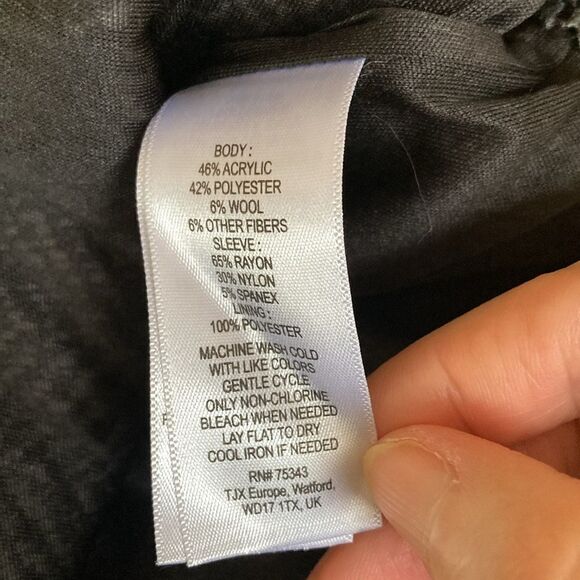 BODY :
46% ACRYLIC
42% POLYESTER
6% WOOL
6% OTHER FIBERS
SLEEVE :
65% RAYON
30% NYLON
5% SPANEX
LINING :
100% POLYESTER
MACHINE WASH COLD
WITH LIKE COLORS
GENTLE CYCLE
ONLY NON-CHLORINE
BLEACH WHEN NEEDED
LAY FLAT TO DRY
COOL IRON IF NEEDED
RN# 75343
TJX Europe, Watford,
WD17 1TX, UK